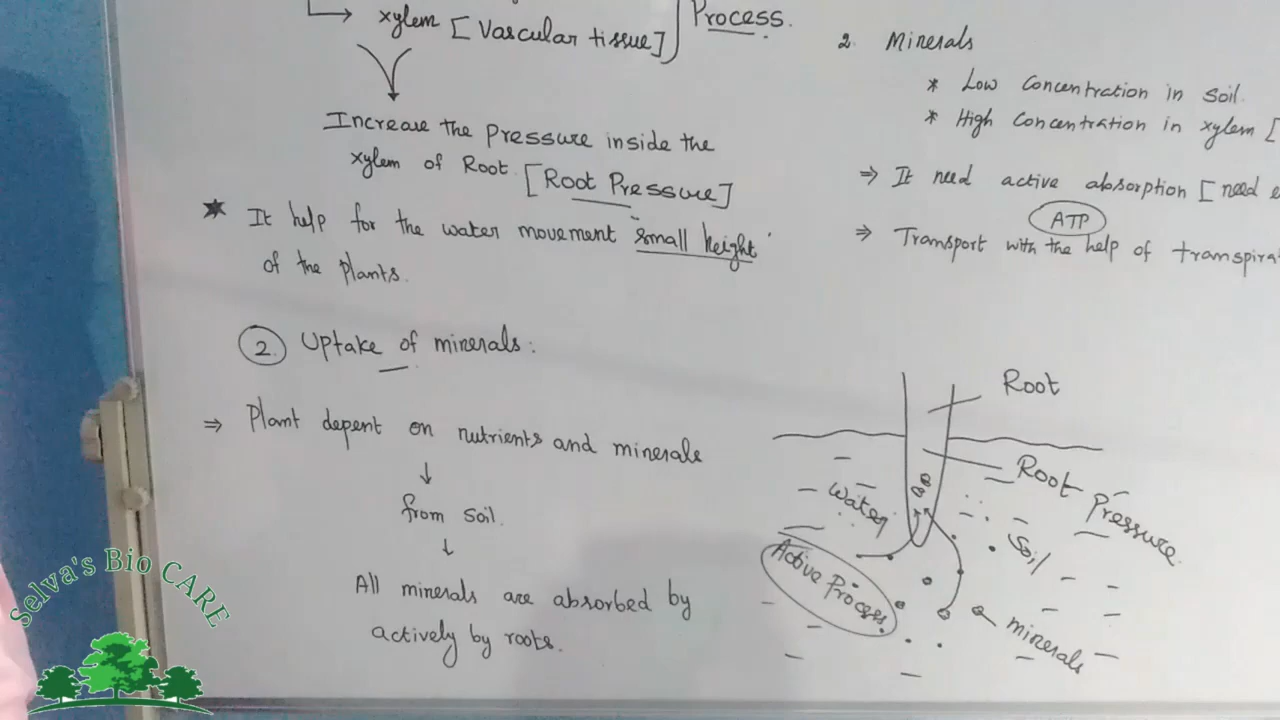 xylem [Vascular tissue] Process.
Increase the pressure inside the
xylem of Root. [Root Pressure]
★ It help for the water movement small height
of the plants.
2. Uptake of minerals:
⇒ Plant depent on nutrients and minerals
↓
from soil.
↓
All minerals are absorbed by
actively by roots.
2. Minerals
* Low concentration in soil.
* High concentration in xylem [
⇒ It need active absorption [need
ATP
⇒ Transport with the help of
Root
Root Pressure
Water
Soil
Active Process
minerals
Selva's Bio CARE